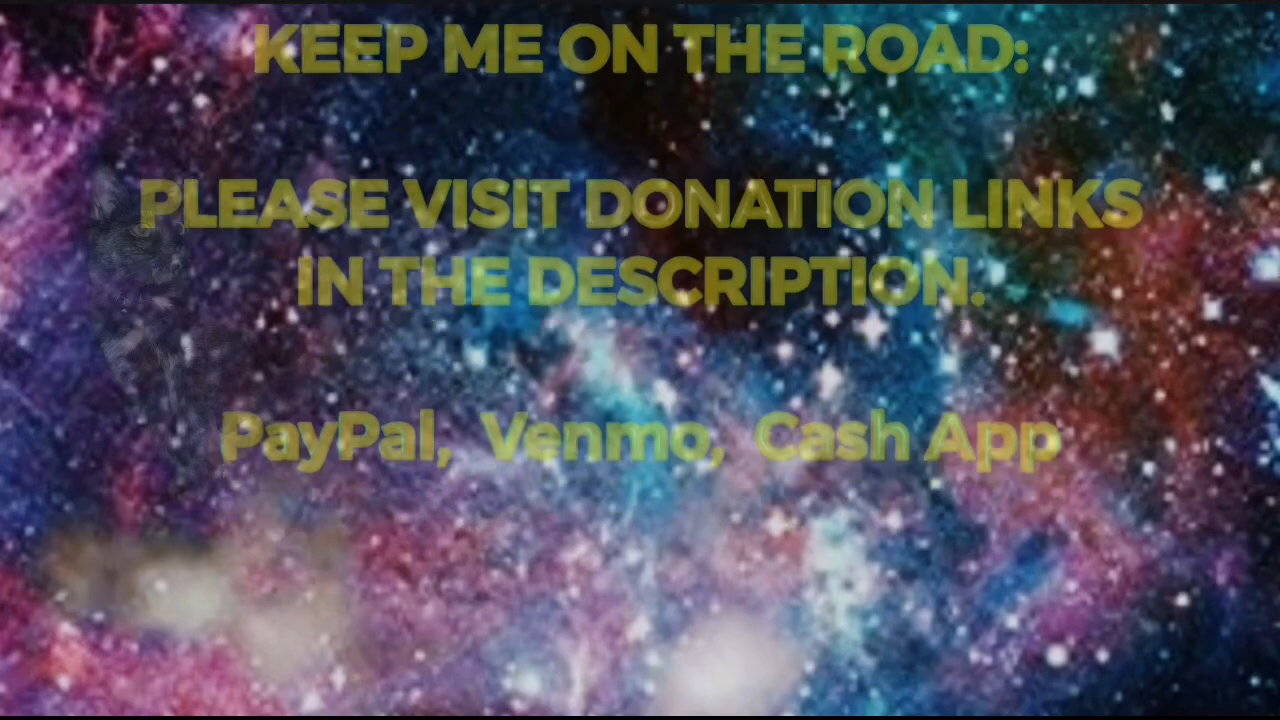 KEEP ME ON THE ROAD:
PLEASE VISIT DONATION LINKS
IN THE DESCRIPTION.
PayPal, Venmo, Cash App